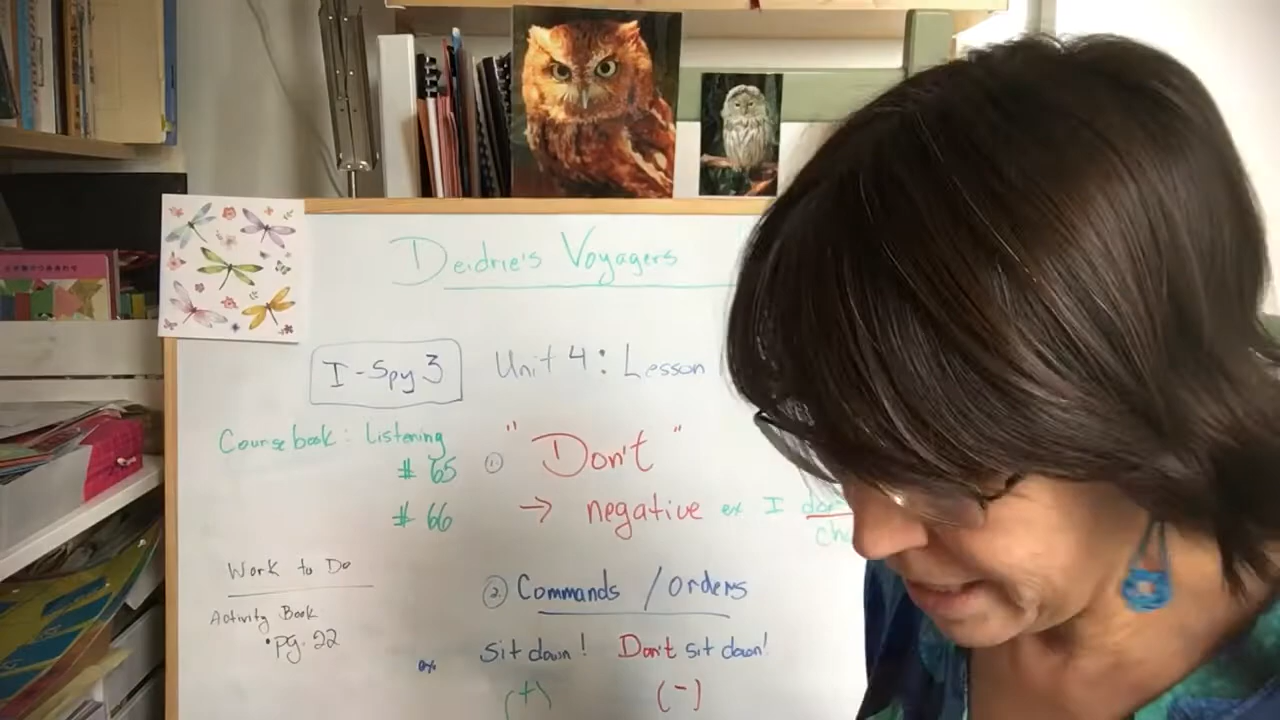 Deidrie's Voyagers
I-Spy 3
Unit 4: Lesson
Coursebook: Listening
# 65
# 66
① "Don't"
→ negative ex I don't
Work to Do
Activity Book
• pg. 22
② Commands / orders
ex. sit down! Don't sit down!
(+) (-)